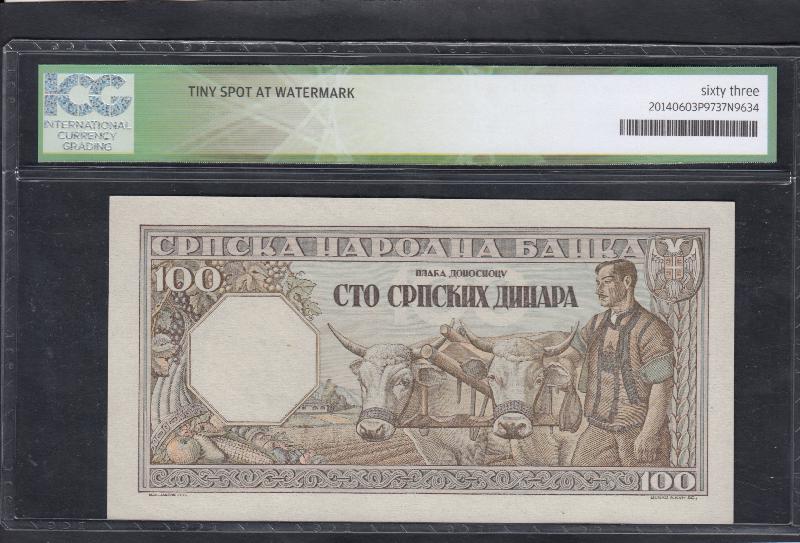 ICG
INTERNATIONAL
CURRENCY
GRADING
TINY SPOT AT WATERMARK
sixty three
20140603P9737N9634
СРПСКА НАРОДНА БАНКА
100
ПЛАЋА ДОНОСИОЦУ
СТО СРПСКИХ ДИНАРА
100